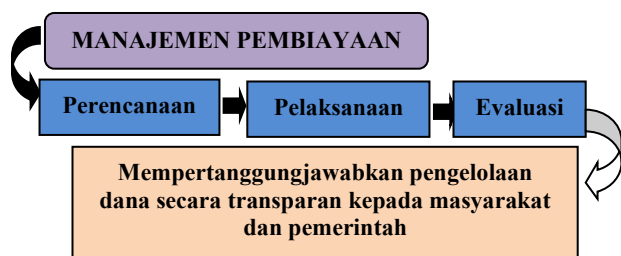 MANAJEMEN PEMBIAYAAN
Perencanaan
Pelaksanaan
Evaluasi
Mempertanggungjawabkan pengelolaan
dana secara transparan kepada masyarakat
dan pemerintah